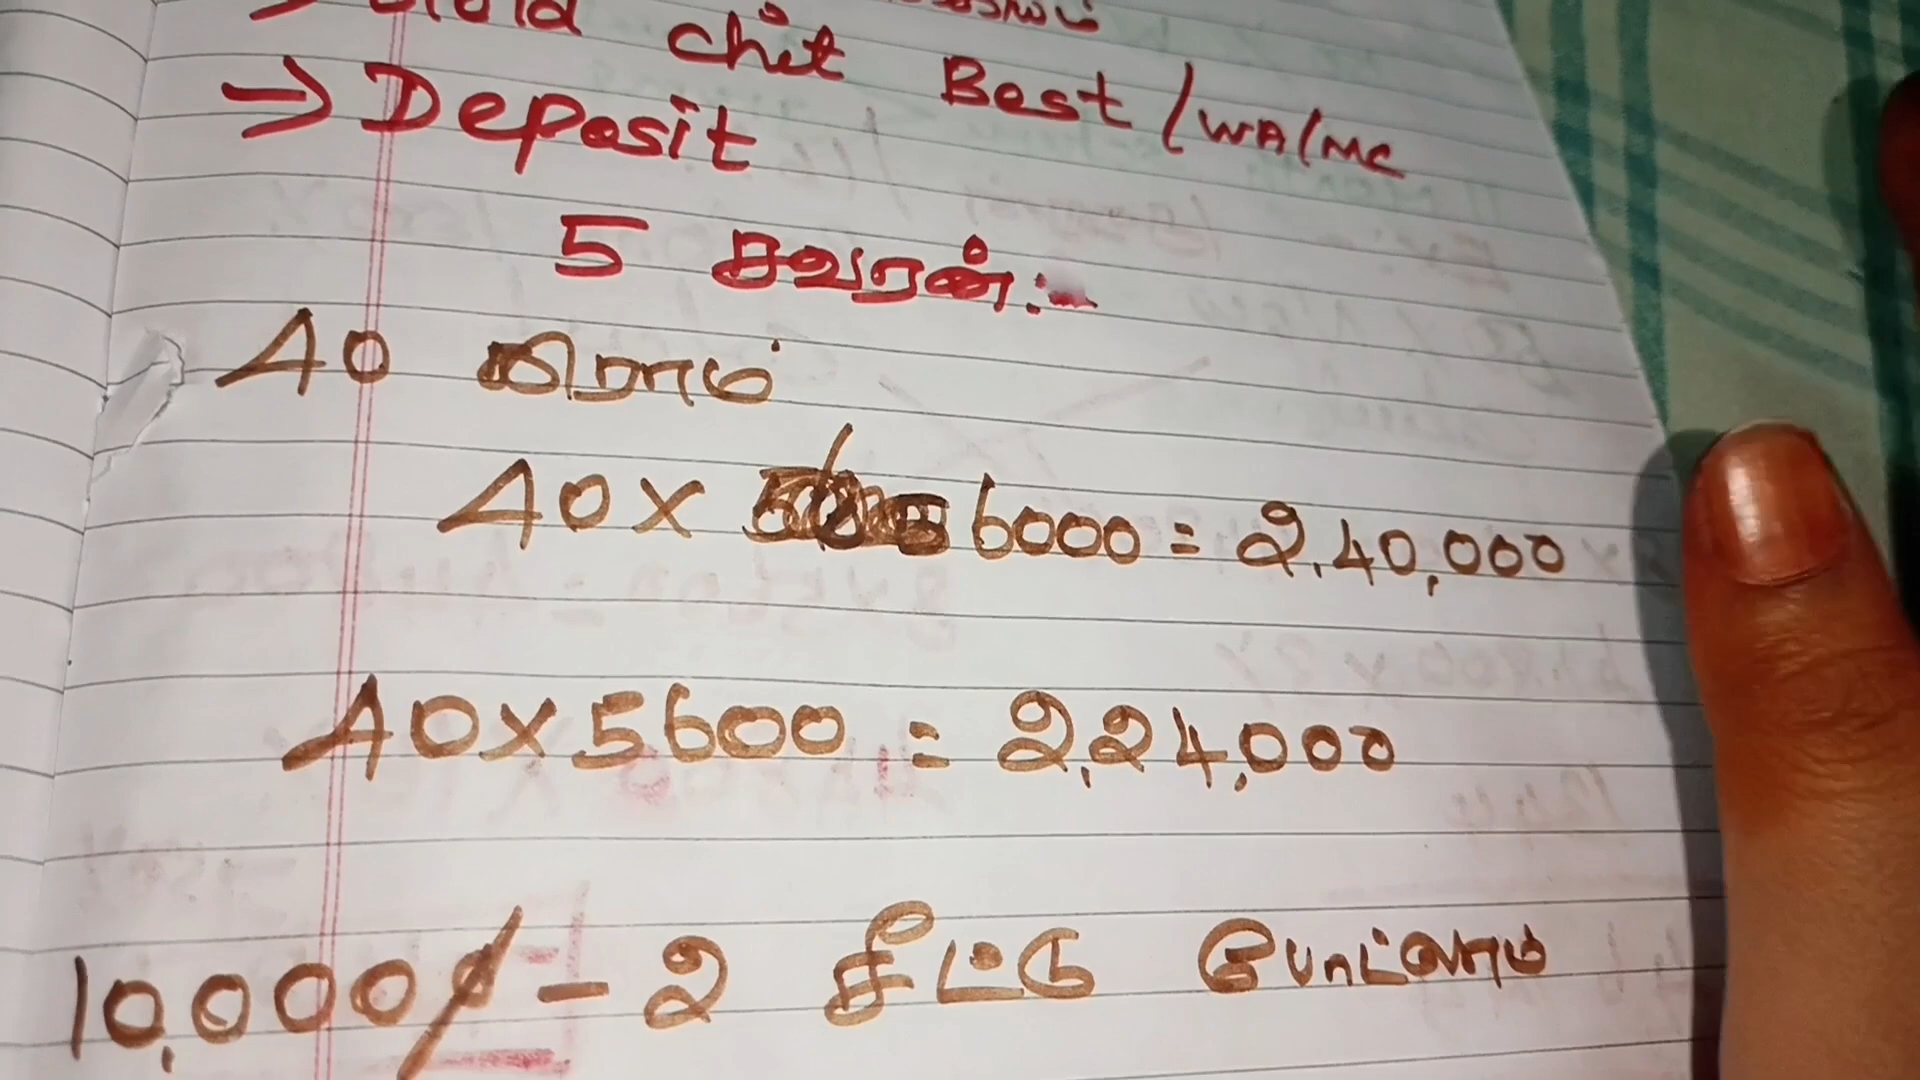 chit Best / WA/MC
→ Deposit
5 சவரன்:-
40 கிராம்
40 x 6000 = 2,40,000
40 x 5600 = 2,24,000
10,000/- 2 சீட்டு போட்லாம்